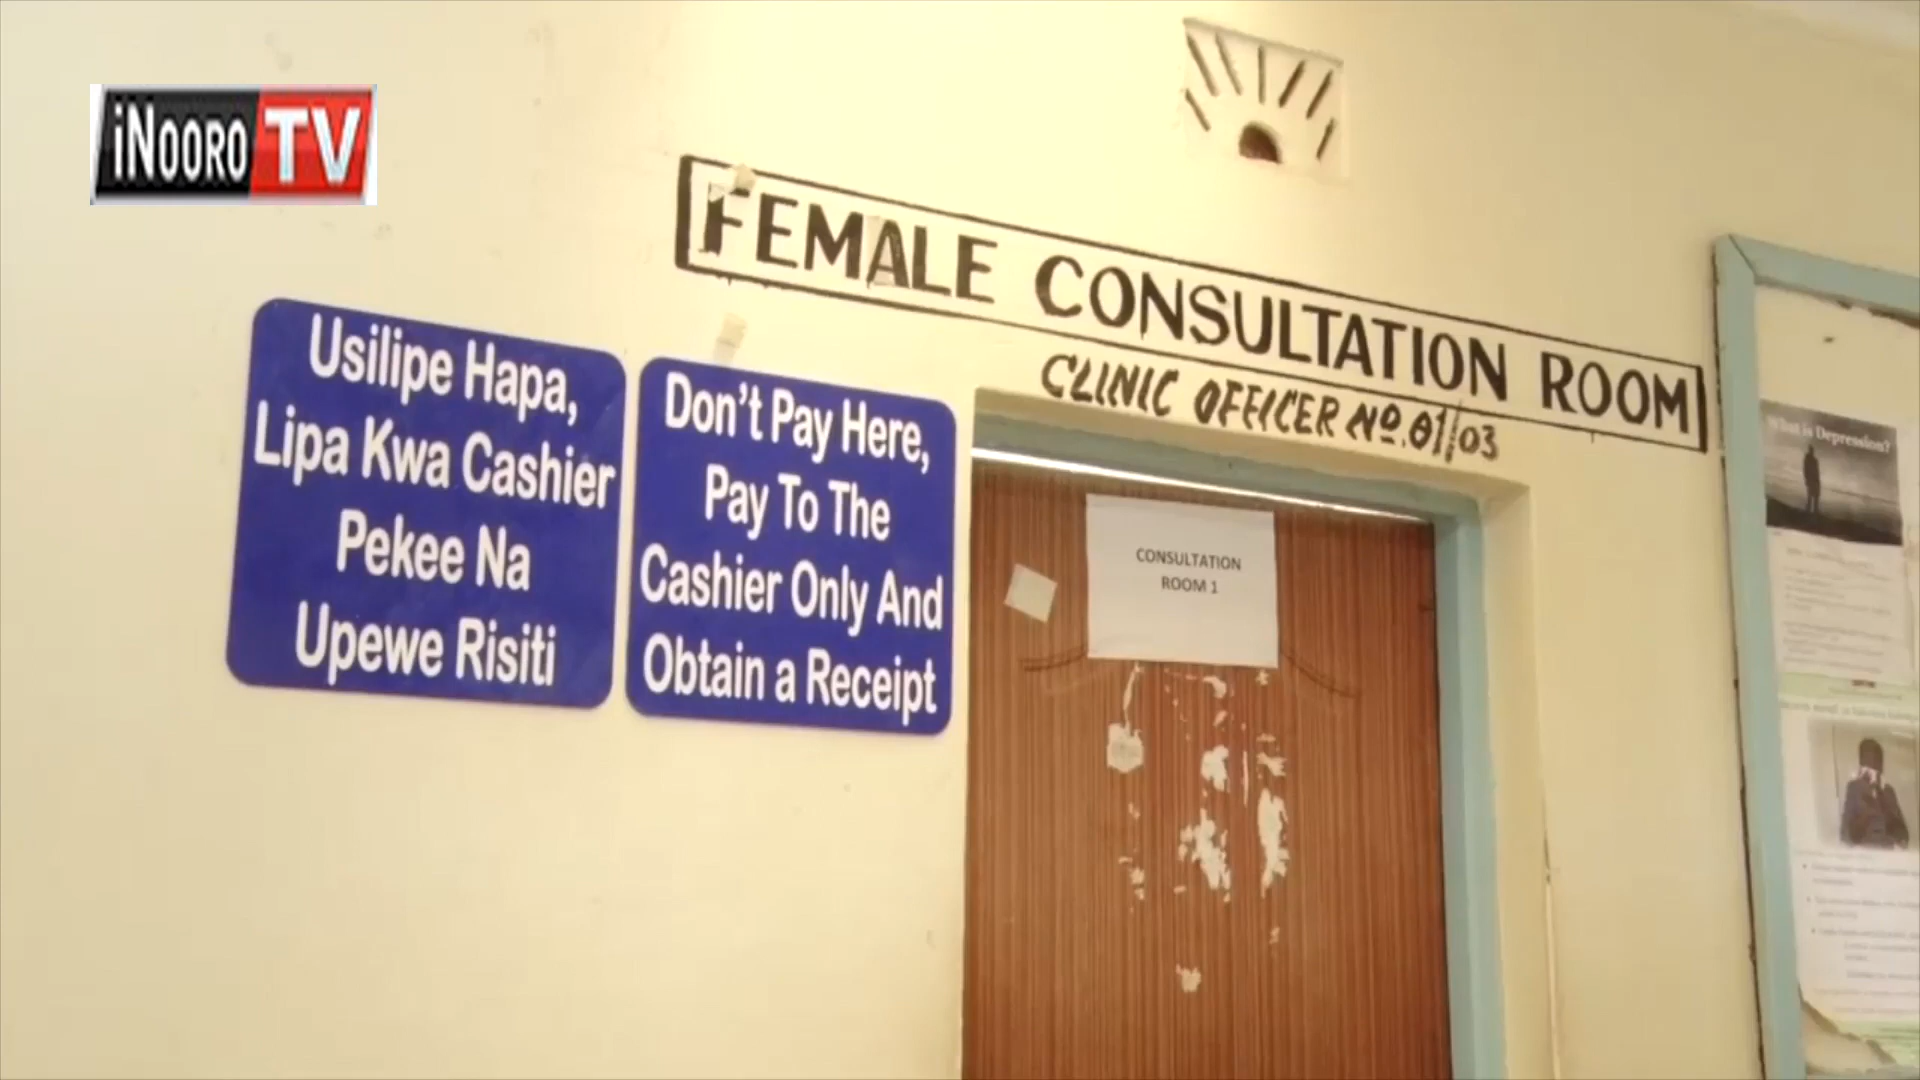 iNOORO TV
FEMALE CONSULTATION ROOM
CLINIC OFFICER No. 01/03
Usilipe Hapa,
Lipa Kwa Cashier
Pekee Na
Upewe Risiti
Don't Pay Here,
Pay To The
Cashier Only And
Obtain a Receipt
CONSULTATION
ROOM 1
What is Depression?